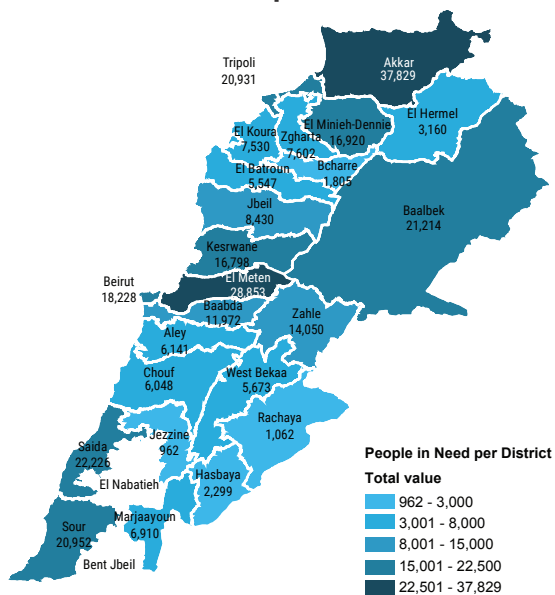 Tripoli
20,931
Akkar
37,829
El Hermel
3,160
El Minieh-Dennie
16,920
El Koura
7,530
Zgharta
7,602
Bcharre
1,805
El Batroun
5,547
Jbeil
8,430
Baalbek
21,214
Kesrwane
16,798
El Meten
28,853
Beirut
18,228
Baabda
11,972
Zahle
14,050
Aley
6,141
Chouf
6,048
West Bekaa
5,673
Rachaya
1,062
Jezzine
962
Saida
22,226
El Nabatieh
Hasbaya
2,299
Marjaayoun
6,910
Sour
20,952
Bent Jbeil
People in Need per District
Total value
962 - 3,000
3,001 - 8,000
8,001 - 15,000
15,001 - 22,500
22,501 - 37,829